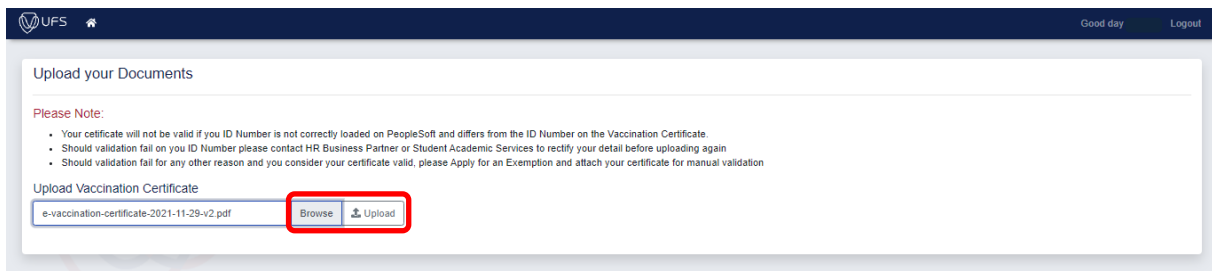 UFS Good day Logout
Upload your Documents
Please Note:
Your cetificate will not be valid if you ID Number is not correctly loaded on PeopleSoft and differs from the ID Number on the Vaccination Certificate.
Should validation fail on you ID Number please contact HR Business Partner or Student Academic Services to rectify your detail before uploading again
Should validation fail for any other reason and you consider your certificate valid, please Apply for an Exemption and attach your certificate for manual validation
Upload Vaccination Certificate
e-vaccination-certificate-2021-11-29-v2.pdf Browse Upload